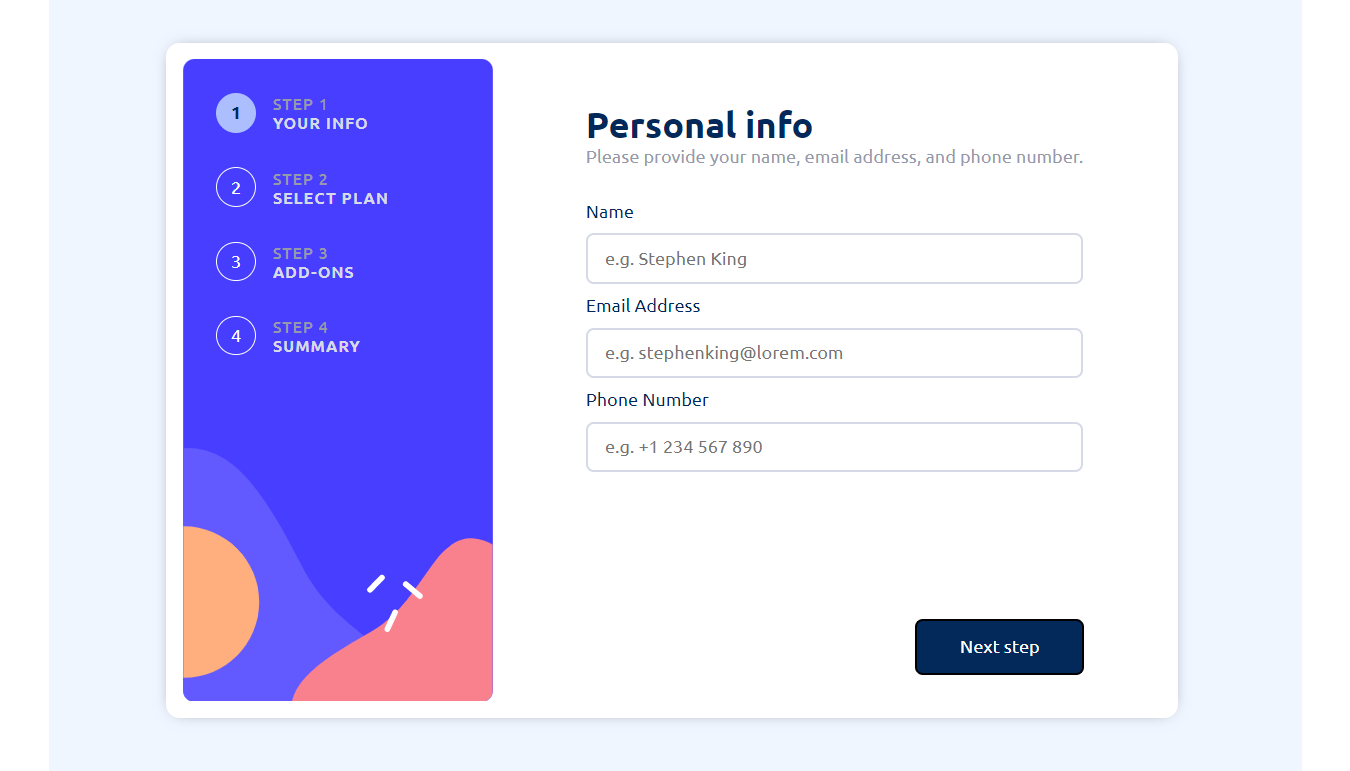 1
STEP 1
YOUR INFO
2
STEP 2
SELECT PLAN
3
STEP 3
ADD-ONS
4
STEP 4
SUMMARY
Personal info
Please provide your name, email address, and phone number.
Name
e.g. Stephen King
Email Address
e.g. stephenking@lorem.com
Phone Number
e.g. +1 234 567 890
Next step